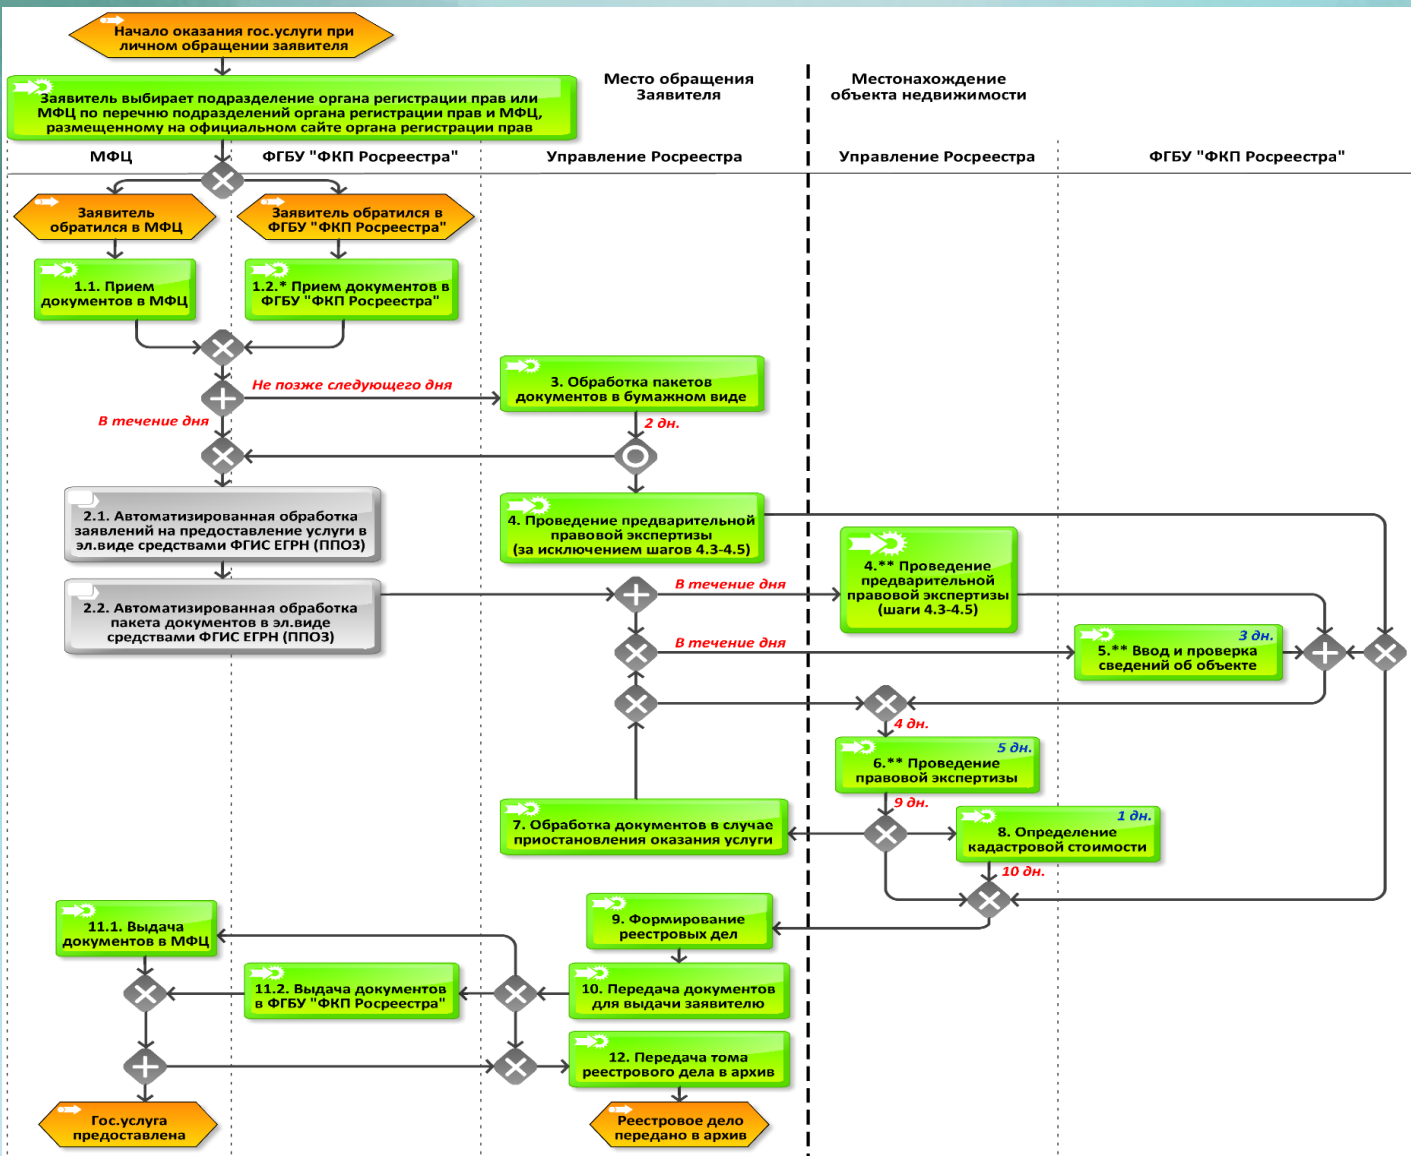 Начало оказания гос.услуги при
личном обращении заявителя
Заявитель выбирает подразделение органа регистрации прав или
МФЦ по перечню подразделений органа регистрации прав и МФЦ,
размещенному на официальном сайте органа регистрации прав
Место обращения
Заявителя
Местонахождение
объекта недвижимости
МФЦ
ФГБУ "ФКП Росреестра"
Управление Росреестра
Управление Росреестра
ФГБУ "ФКП Росреестра"
Заявитель
обратился в МФЦ
Заявитель обратился в
ФГБУ "ФКП Росреестра"
1.1. Прием
документов в МФЦ
1.2.* Прием документов в
ФГБУ "ФКП Росреестра"
Не позже следующего дня
3. Обработка пакетов
документов в бумажном виде
В течение дня
2 дн.
2.1. Автоматизированная обработка
заявлений на предоставление услуги в
эл.виде средствами ФГИС ЕГРН (ППОЗ)
4. Проведение предварительной
правовой экспертизы
(за исключением шагов 4.3-4.5)
2.2. Автоматизированная обработка
пакета документов в эл.виде
средствами ФГИС ЕГРН (ППОЗ)
В течение дня
4.** Проведение
предварительной
правовой экспертизы
(шаги 4.3-4.5)
В течение дня
3 дн.
5.** Ввод и проверка
сведений об объекте
4 дн.
5 дн.
6.** Проведение
правовой экспертизы
9 дн.
7. Обработка документов в случае
приостановления оказания услуги
1 дн.
8. Определение
кадастровой стоимости
10 дн.
11.1. Выдача
документов в МФЦ
9. Формирование
реестровых дел
11.2. Выдача документов
в ФГБУ "ФКП Росреестра"
10. Передача документов
для выдачи заявителю
12. Передача тома
реестрового дела в архив
Гос.услуга
предоставлена
Реестровое дело
передано в архив